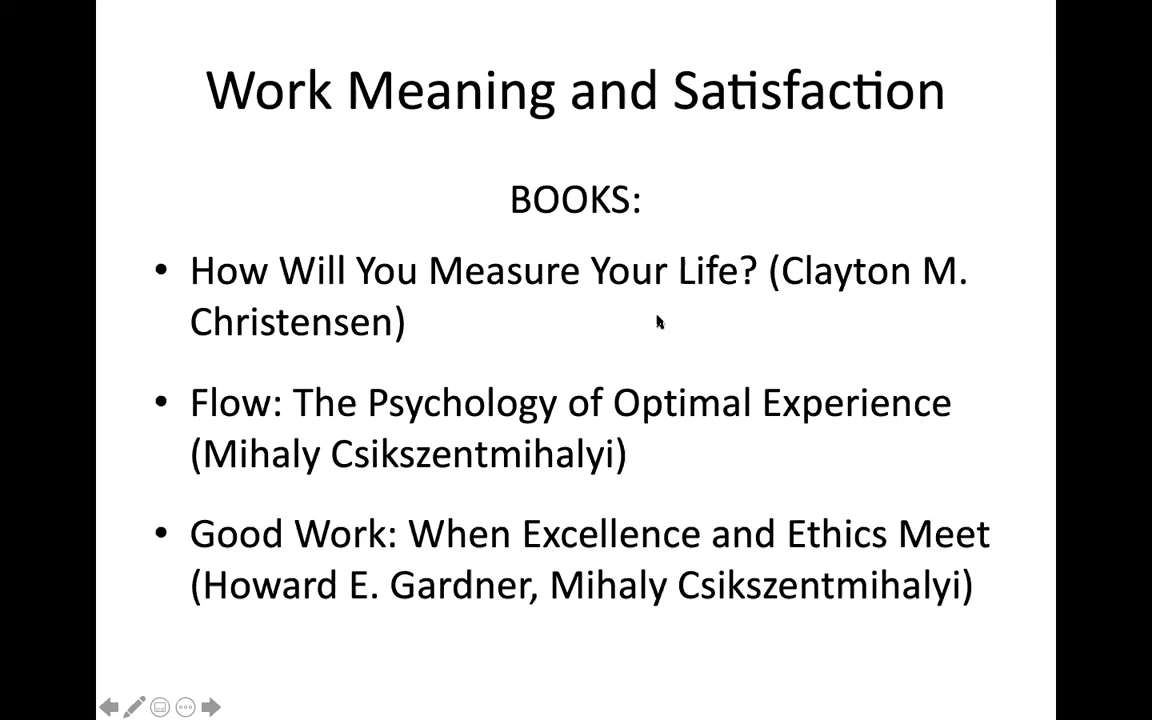 Work Meaning and Satisfaction
BOOKS:
• How Will You Measure Your Life? (Clayton M.
Christensen)
• Flow: The Psychology of Optimal Experience
(Mihaly Csikszentmihalyi)
• Good Work: When Excellence and Ethics Meet
(Howard E. Gardner, Mihaly Csikszentmihalyi)